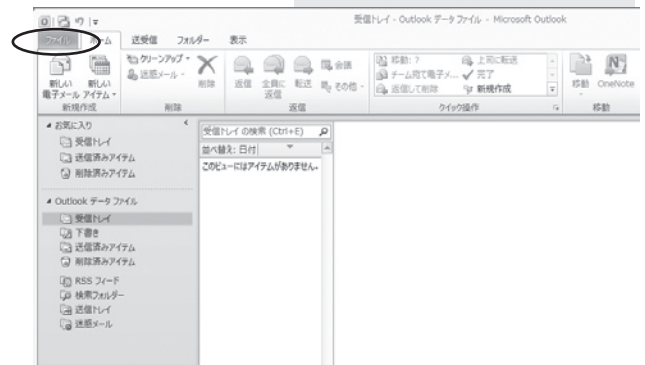 受信トレイ - Outlook データ ファイル - Microsoft Outlook
ファイル ホーム 送受信 フォルダー 表示
新しい電子メール
新しいアイテム
新規作成
クリーンアップ
迷惑メール
削除
削除
返信
全員に返信
転送
会議
その他
返信
移動: ?
チーム宛て電子メ...
返信して削除
上司に転送
完了
新規作成
クイック操作
移動
OneNote
移動
お気に入り
受信トレイ
送信済みアイテム
削除済みアイテム
Outlook データ ファイル
受信トレイ
下書き
送信済みアイテム
削除済みアイテム
RSS フィード
検索フォルダー
送信トレイ
迷惑メール
受信トレイ の検索 (Ctrl+E)
並べ替え: 日付
このビューにはアイテムがありません。